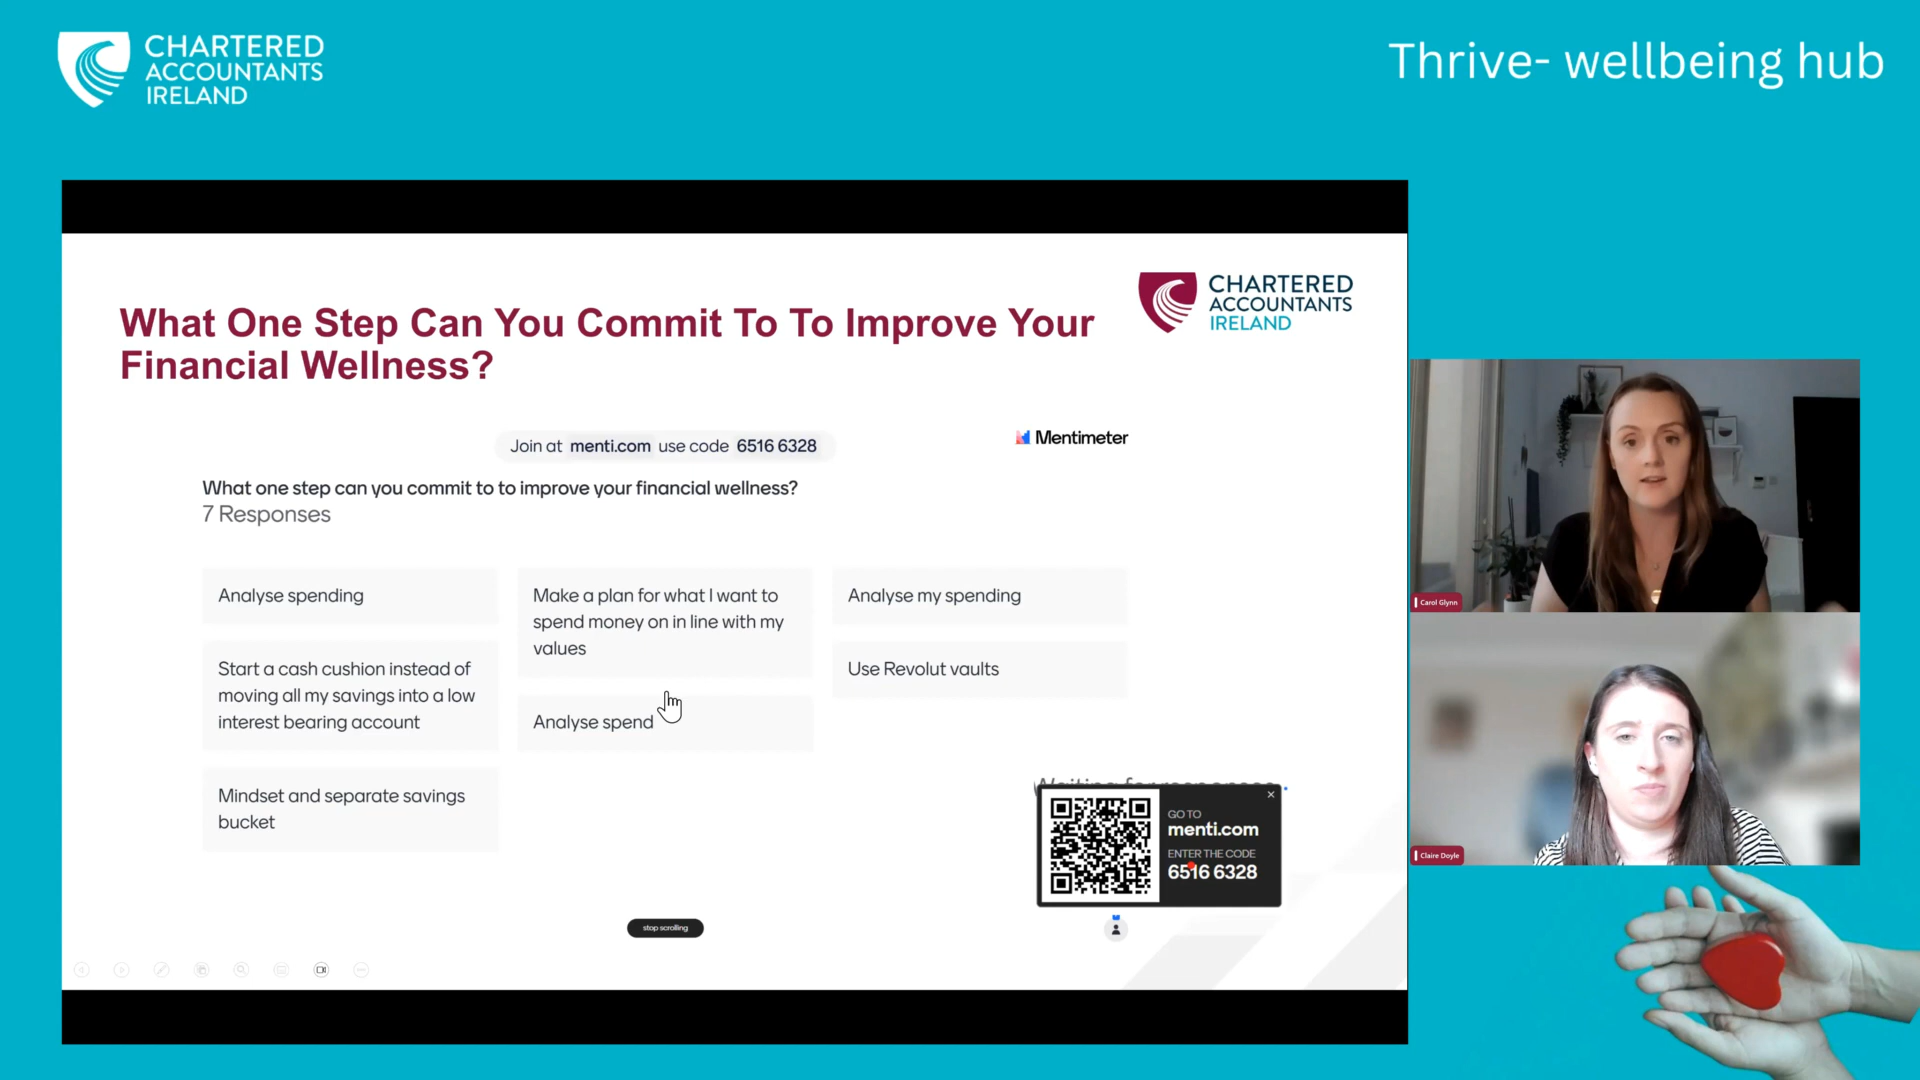 CHARTERED
ACCOUNTANTS
IRELAND
Thrive- wellbeing hub
What One Step Can You Commit To To Improve Your
Financial Wellness?
CHARTERED
ACCOUNTANTS
IRELAND
Join at menti.com use code 6516 6328
Mentimeter
What one step can you commit to to improve your financial wellness?
7 Responses
Analyse spending
Start a cash cushion instead of
moving all my savings into a low
interest bearing account
Mindset and separate savings
bucket
Make a plan for what I want to
spend money on in line with my
values
Analyse spend
Analyse my spending
Use Revolut vaults
Waiting for responses
GO TO
menti.com
ENTER THE CODE
6516 6328
stop scrolling
Carol Glynn
Claire Doyle